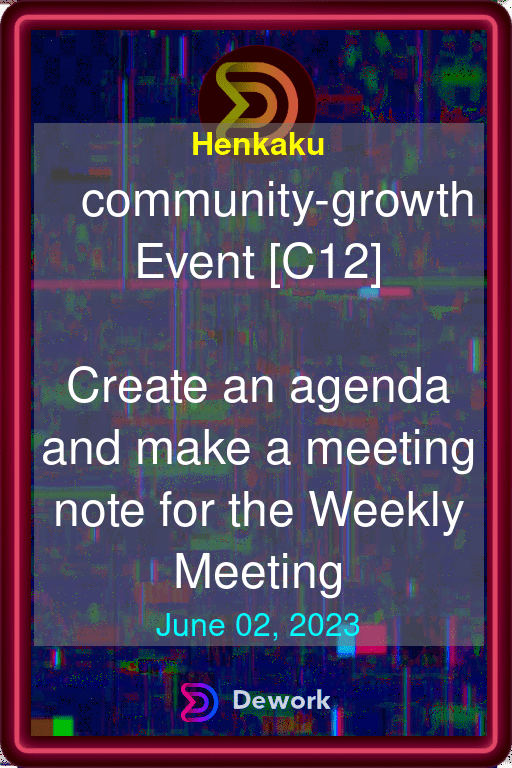 Henkaku
community-growth
Event [C12]
Create an agenda
and make a meeting
note for the Weekly
Meeting
June 02, 2023
Dework